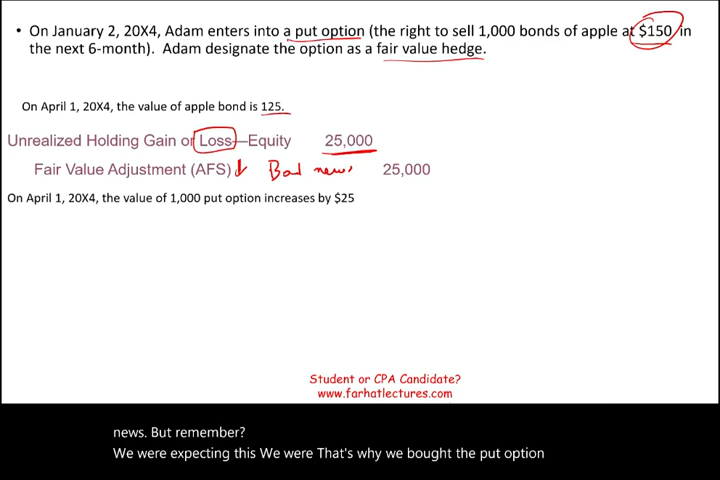 • On January 2, 20X4, Adam enters into a put option (the right to sell 1,000 bonds of apple at $150 in
the next 6-month). Adam designate the option as a fair value hedge.
On April 1, 20X4, the value of apple bond is 125.
Unrealized Holding Gain or Loss—Equity 25,000
Fair Value Adjustment (AFS) Bad news 25,000
On April 1, 20X4, the value of 1,000 put option increases by $25
Student or CPA Candidate?
www.farhatlectures.com
news. But remember?
We were expecting this We were That's why we bought the put option